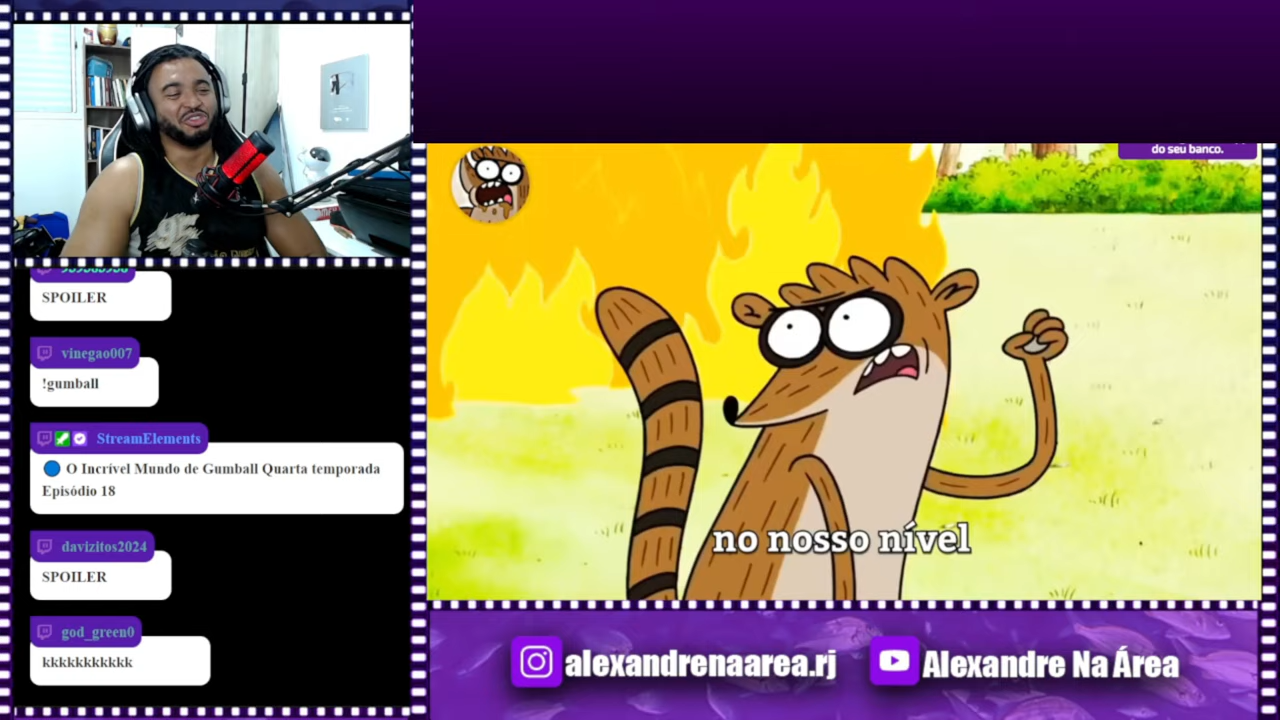 do seu banco.
SPOILER
vinegao007
!gumball
StreamElements
O Incrível Mundo de Gumball Quarta temporada
Episódio 18
davizitos2024
SPOILER
god_green0
kkkkkkkkkkk
no nosso nível
alexandrenaarea.rj
Alexandre Na Área